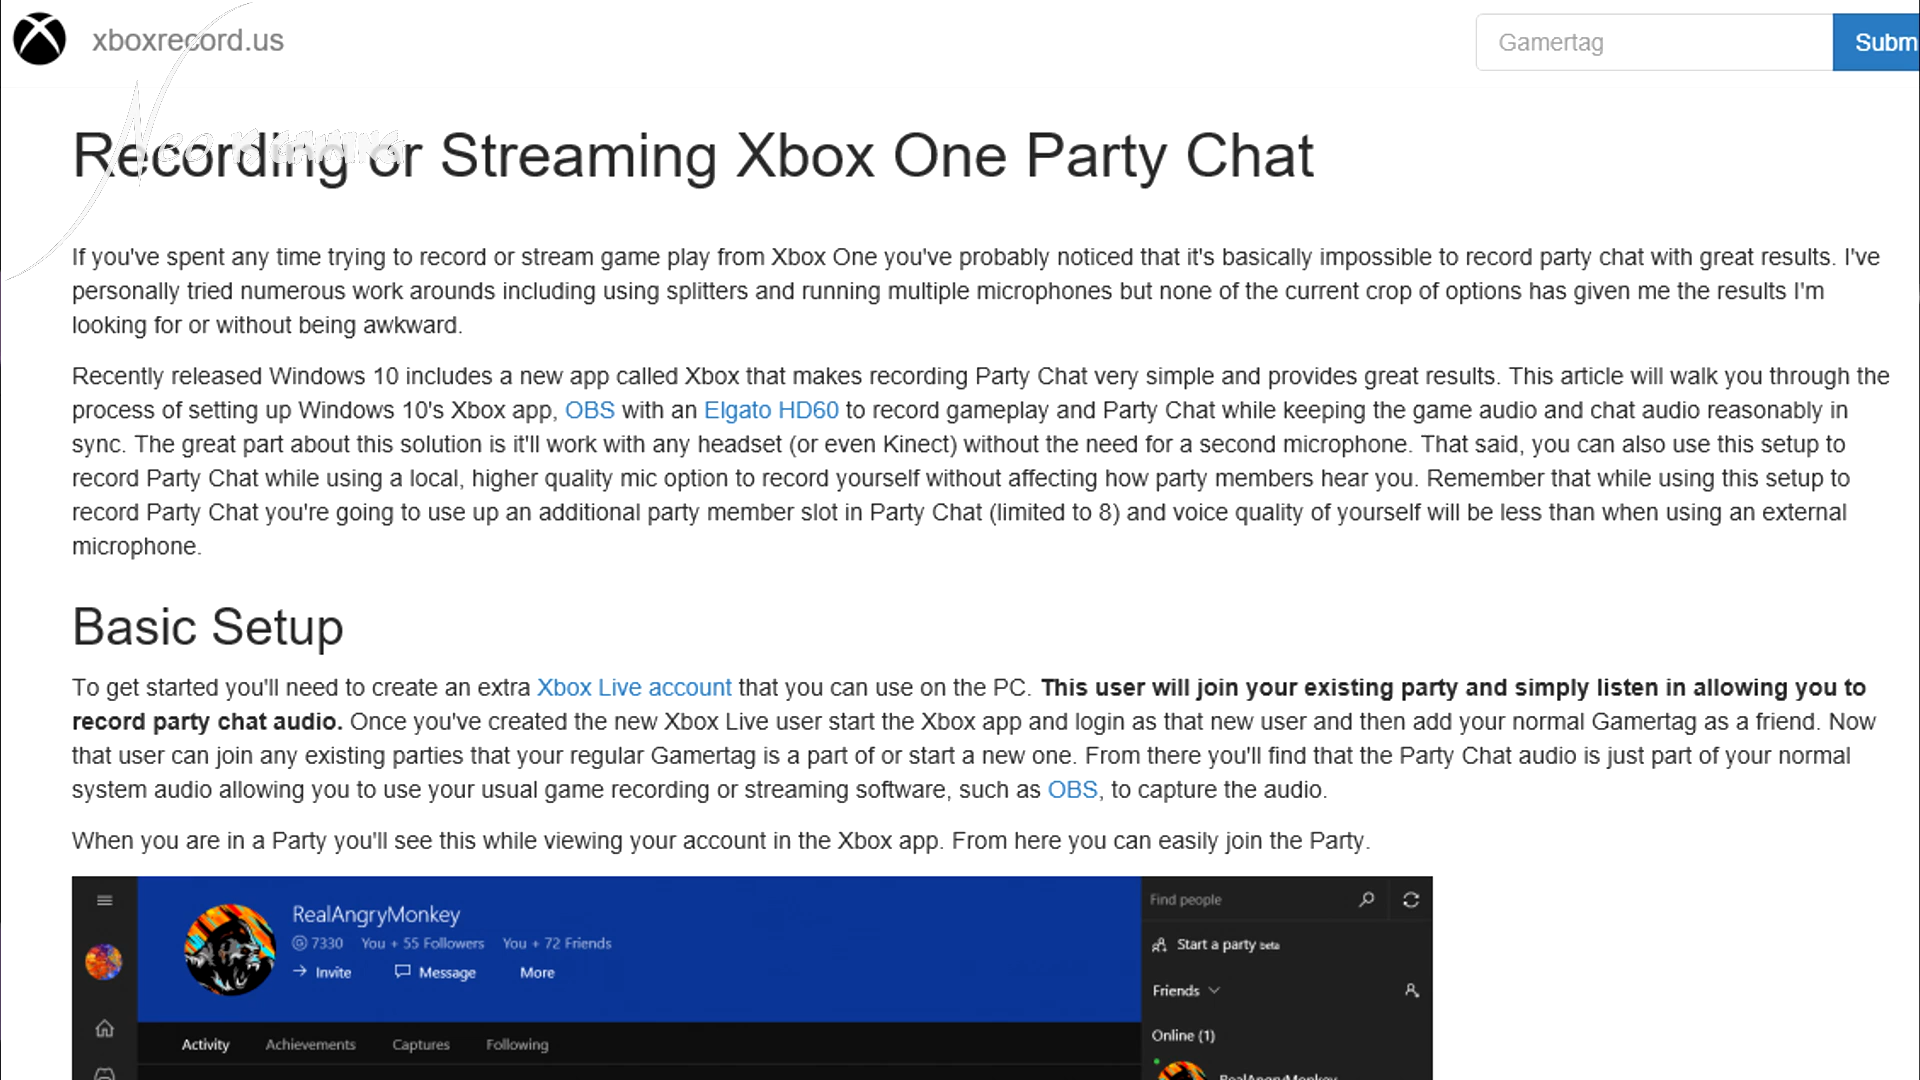 xboxrecord.us
Gamertag
Subm
Recording or Streaming Xbox One Party Chat
If you've spent any time trying to record or stream game play from Xbox One you've probably noticed that it's basically impossible to record party chat with great results. I've
personally tried numerous work arounds including using splitters and running multiple microphones but none of the current crop of options has given me the results I'm
looking for or without being awkward.
Recently released Windows 10 includes a new app called Xbox that makes recording Party Chat very simple and provides great results. This article will walk you through the
process of setting up Windows 10's Xbox app, OBS with an Elgato HD60 to record gameplay and Party Chat while keeping the game audio and chat audio reasonably in
sync. The great part about this solution is it'll work with any headset (or even Kinect) without the need for a second microphone. That said, you can also use this setup to
record Party Chat while using a local, higher quality mic option to record yourself without affecting how party members hear you. Remember that while using this setup to
record Party Chat you're going to use up an additional party member slot in Party Chat (limited to 8) and voice quality of yourself will be less than when using an external
microphone.
Basic Setup
To get started you'll need to create an extra Xbox Live account that you can use on the PC. This user will join your existing party and simply listen in allowing you to
record party chat audio. Once you've created the new Xbox Live user start the Xbox app and login as that new user and then add your normal Gamertag as a friend. Now
that user can join any existing parties that your regular Gamertag is a part of or start a new one. From there you'll find that the Party Chat audio is just part of your normal
system audio allowing you to use your usual game recording or streaming software, such as OBS, to capture the audio.
When you are in a Party you'll see this while viewing your account in the Xbox app. From here you can easily join the Party.
RealAngryMonkey
G 7330 You + 55 Followers You + 72 Friends
Invite Message More
Activity Achievements Captures Following
Find people
Start a party beta
Friends
Online (1)
RealAngryMonkey